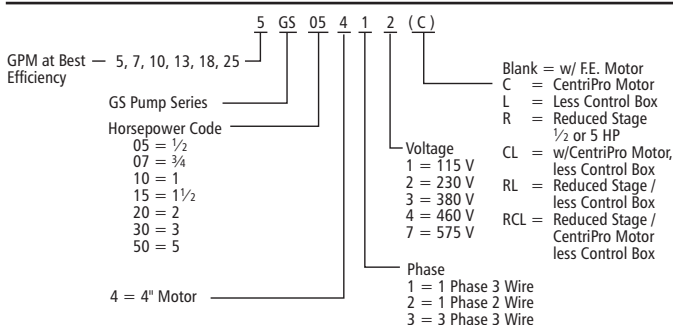 5 GS 05 4 1 2 (C)
GPM at Best
Efficiency
5, 7, 10, 13, 18, 25
GS Pump Series
Horsepower Code
05 = ½
07 = ¾
10 = 1
15 = 1½
20 = 2
30 = 3
50 = 5
4 = 4" Motor
Voltage
1 = 115 V
2 = 230 V
3 = 380 V
4 = 460 V
7 = 575 V
Phase
1 = 1 Phase 3 Wire
2 = 1 Phase 2 Wire
3 = 3 Phase 3 Wire
Blank = w/ F.E. Motor
C = CentriPro Motor
L = Less Control Box
R = Reduced Stage
½ or 5 HP
CL = w/CentriPro Motor,
less Control Box
RL = Reduced Stage /
less Control Box
RCL = Reduced Stage /
CentriPro Motor
less Control Box